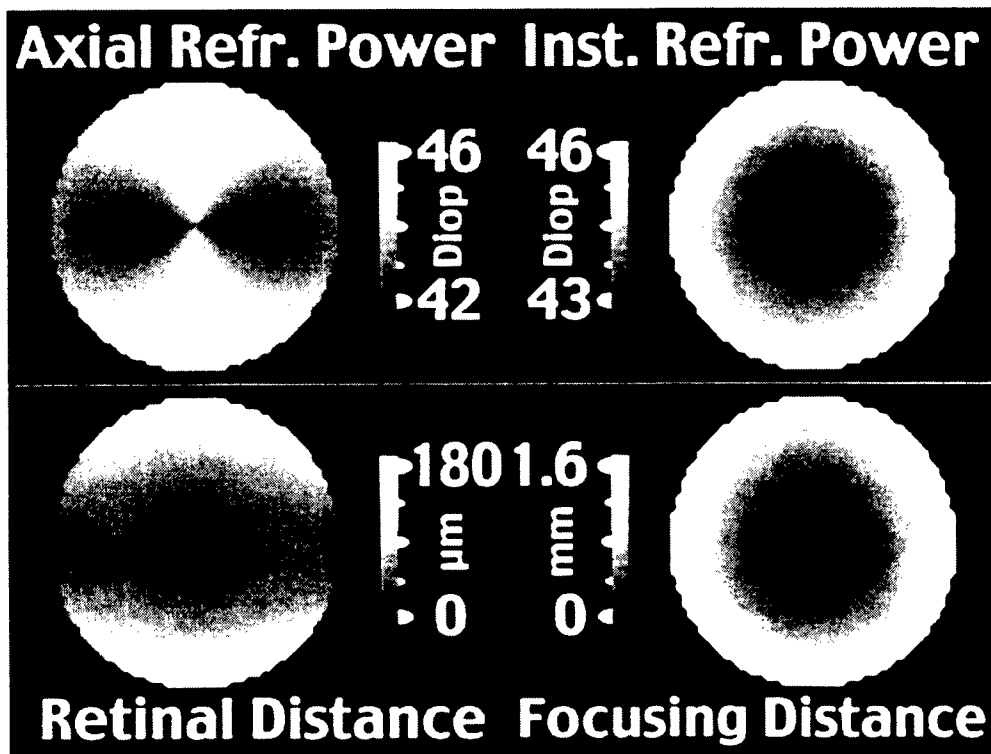 Axial Refr. Power Inst. Refr. Power
46 46
Diop Diop
42 43
180 1.6
µm mm
0 0
Retinal Distance Focusing Distance